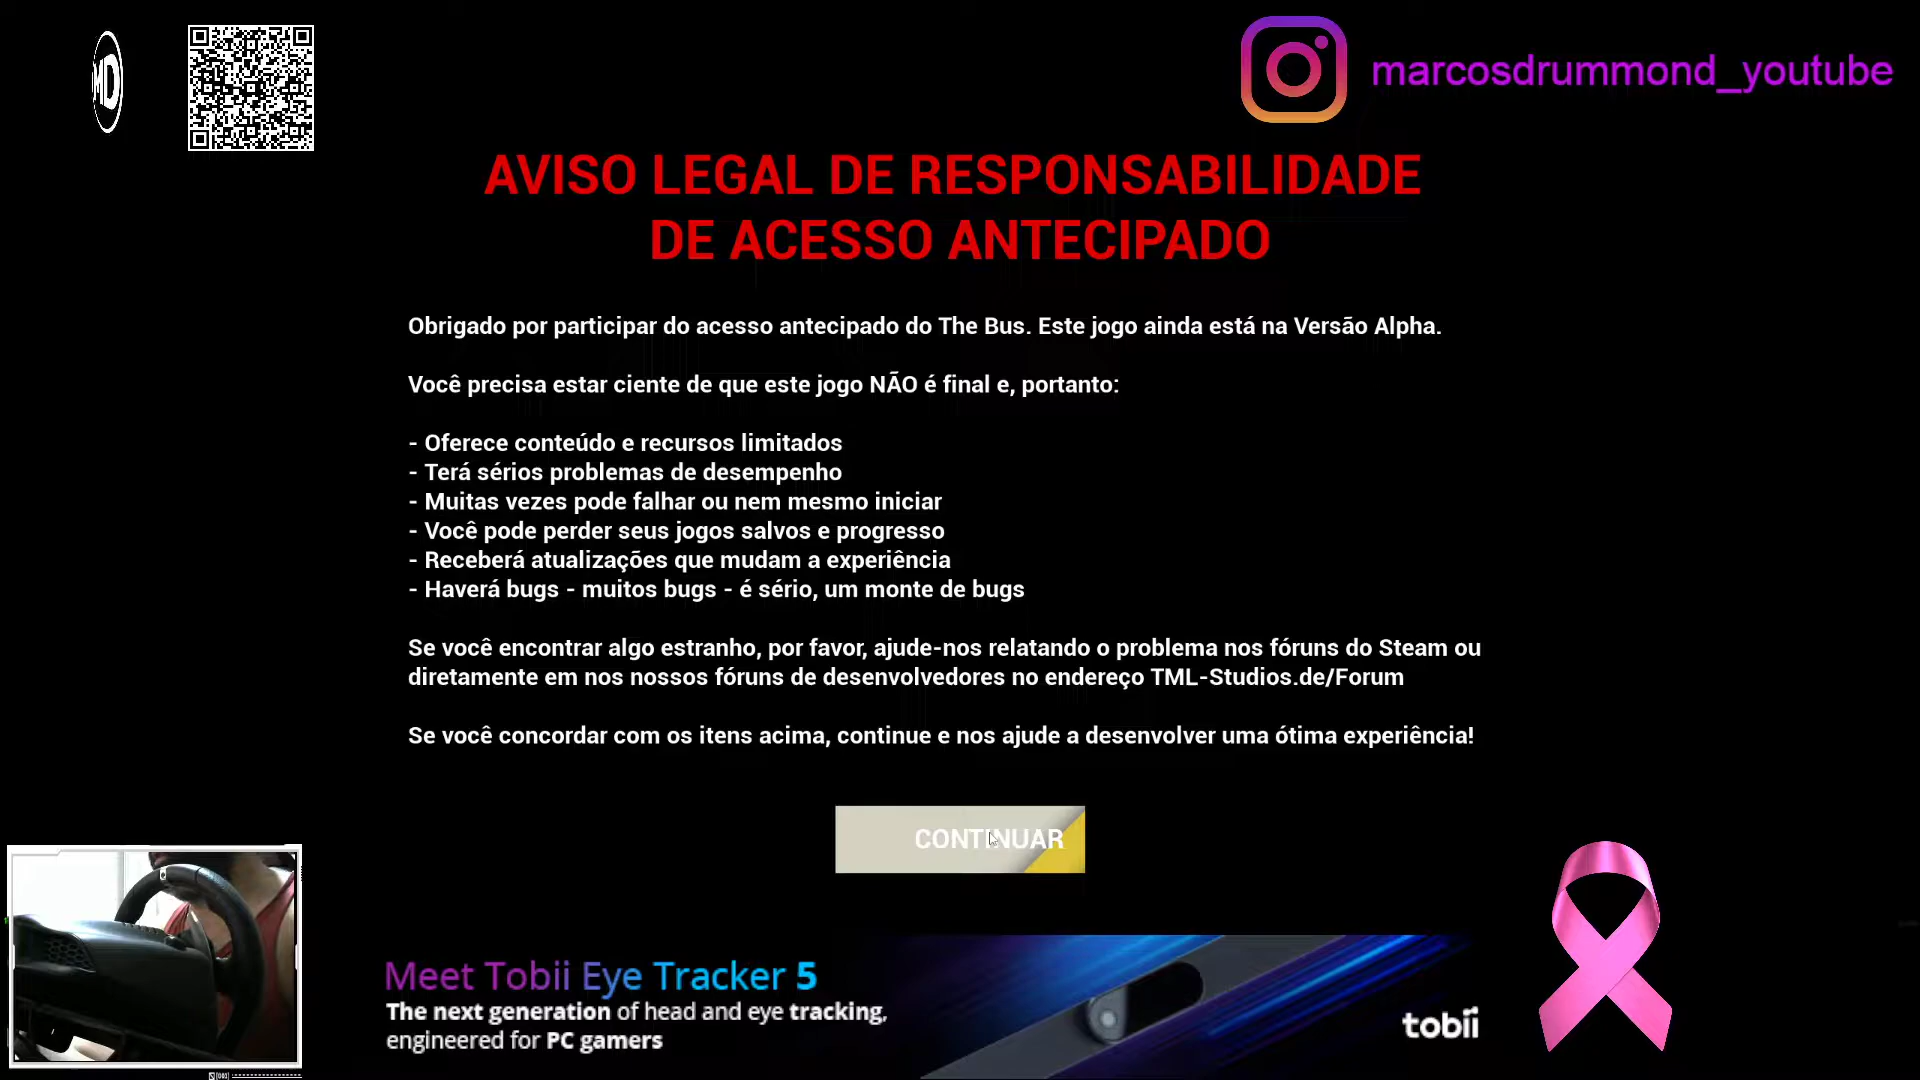 MD
marcosdrummond_youtube
AVISO LEGAL DE RESPONSABILIDADE
DE ACESSO ANTECIPADO
Obrigado por participar do acesso antecipado do The Bus. Este jogo ainda está na Versão Alpha.
Você precisa estar ciente de que este jogo NÃO é final e, portanto:
- Oferece conteúdo e recursos limitados
- Terá sérios problemas de desempenho
- Muitas vezes pode falhar ou nem mesmo iniciar
- Você pode perder seus jogos salvos e progresso
- Receberá atualizações que mudam a experiência
- Haverá bugs - muitos bugs - é sério, um monte de bugs
Se você encontrar algo estranho, por favor, ajude-nos relatando o problema nos fóruns do Steam ou
diretamente em nos nossos fóruns de desenvolvedores no endereço TML-Studios.de/Forum
Se você concordar com os itens acima, continue e nos ajude a desenvolver uma ótima experiência!
CONTINUAR
Meet Tobii Eye Tracker 5
The next generation of head and eye tracking,
engineered for PC gamers
tobii